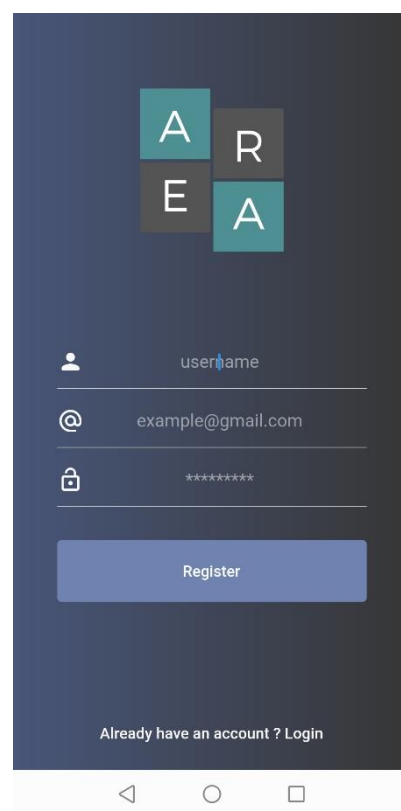 A R
E A
username
example@gmail.com
*********
Register
Already have an account ? Login